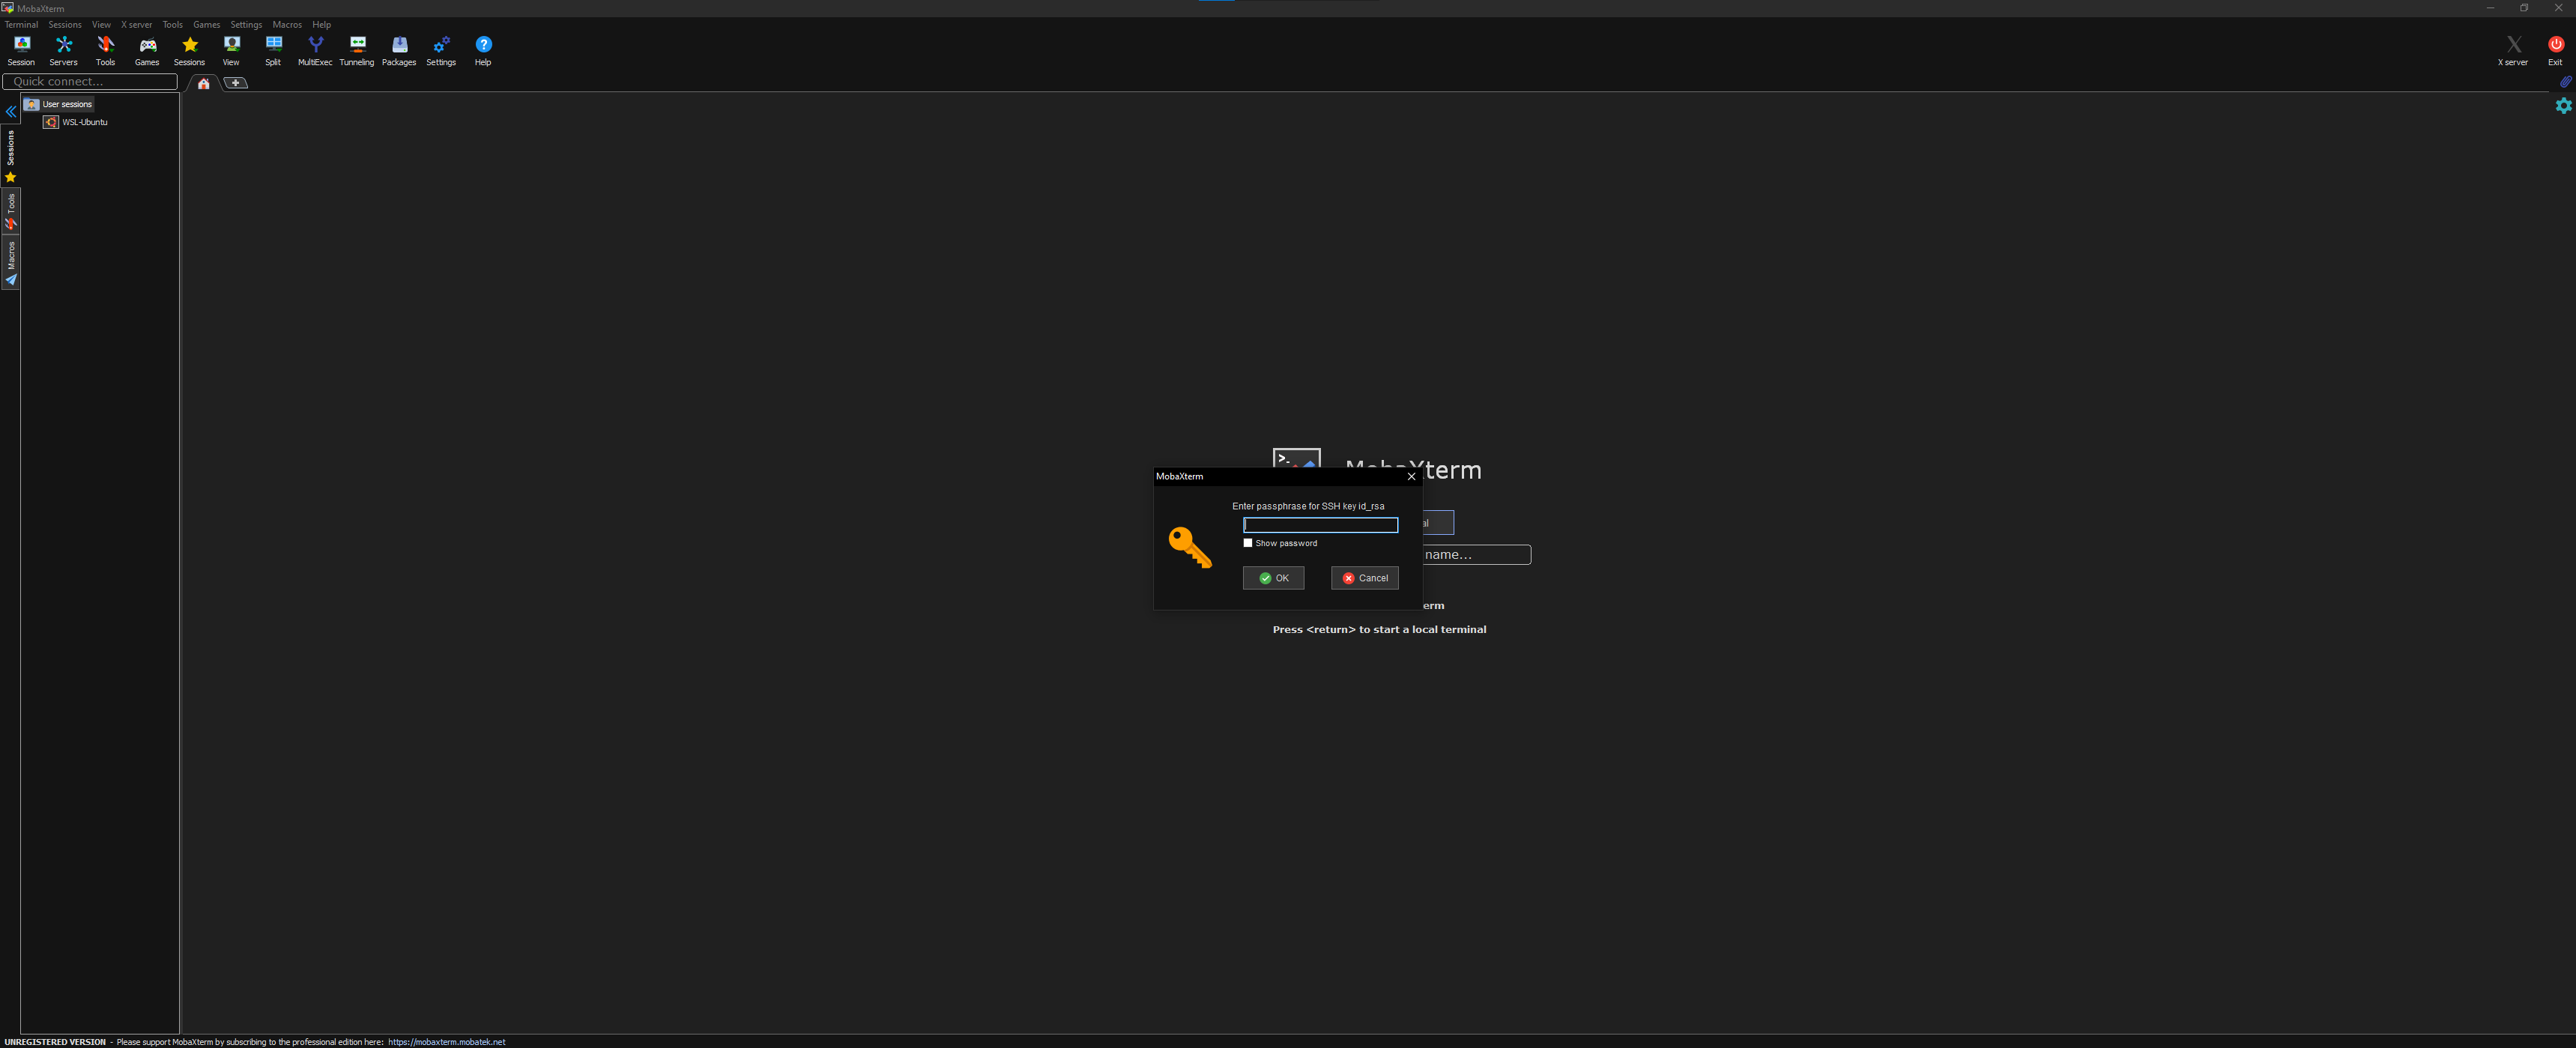 MobaXterm
Terminal Sessions View X server Tools Games Settings Macros Help
Session Servers Tools Games Sessions View Split MultiExec Tunneling Packages Settings Help X server Exit
Quick connect...
User sessions
WSL-Ubuntu
Sessions
Tools
Macros
MobaXterm
MobaXterm
Enter passphrase for SSH key id_rsa
al
Show password
name...
OK Cancel
erm
Press <return> to start a local terminal
UNREGISTERED VERSION - Please support MobaXterm by subscribing to the professional edition here: https://mobaxterm.mobatek.net